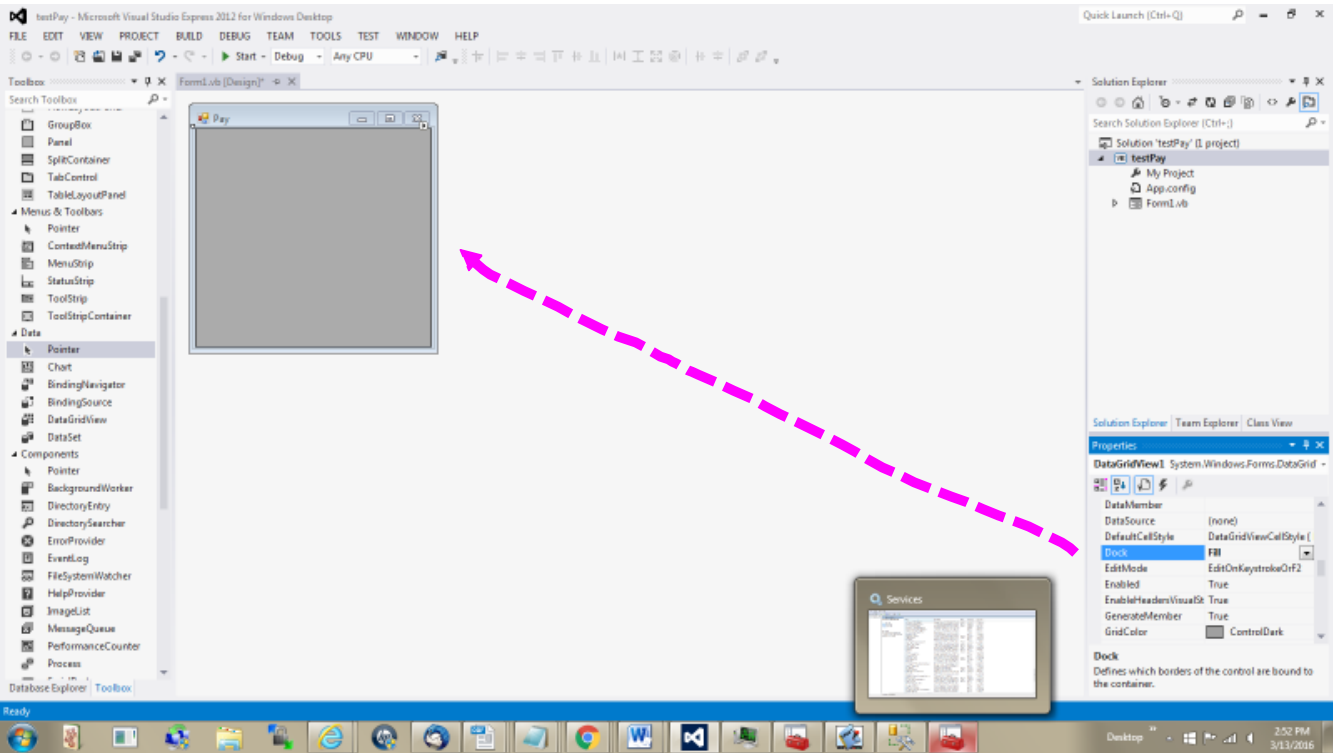 testPay - Microsoft Visual Studio Express 2012 for Windows Desktop
Quick Launch (Ctrl+Q)
FILE EDIT VIEW PROJECT BUILD DEBUG TEAM TOOLS TEST WINDOW HELP
Start Debug Any CPU
Toolbox
Search Toolbox
GroupBox
Panel
SplitContainer
TabControl
TableLayoutPanel
Menus & Toolbars
Pointer
ContextMenuStrip
MenuStrip
StatusStrip
ToolStrip
ToolStripContainer
Data
Pointer
Chart
BindingNavigator
BindingSource
DataGridView
DataSet
Components
Pointer
BackgroundWorker
DirectoryEntry
DirectorySearcher
ErrorProvider
EventLog
FileSystemWatcher
HelpProvider
ImageList
MessageQueue
PerformanceCounter
Process
Database Explorer Toolbox
Form1.vb [Design]*
Pay
Services
Solution Explorer
Search Solution Explorer (Ctrl+;)
Solution 'testPay' (1 project)
testPay
My Project
App.config
Form1.vb
Solution Explorer Team Explorer Class View
Properties
DataGridView1 System.Windows.Forms.DataGrid
DataMember
DataSource (none)
DefaultCellStyle DataGridViewCellStyle {
Dock Fill
EditMode EditOnKeystrokeOrF2
Enabled True
EnableHeadersVisualSt True
GenerateMember True
GridColor ControlDark
Dock
Defines which borders of the control are bound to
the container.
Ready
Desktop
2:52 PM
3/13/2016